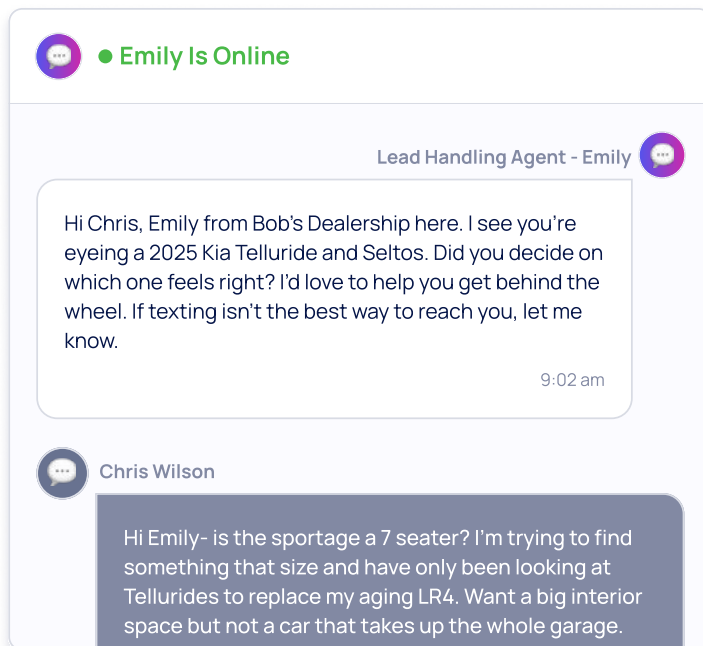 Emily Is Online
Lead Handling Agent - Emily
Hi Chris, Emily from Bob's Dealership here. I see you're
eyeing a 2025 Kia Telluride and Seltos. Did you decide on
which one feels right? I'd love to help you get behind the
wheel. If texting isn't the best way to reach you, let me
know.
9:02 am
Chris Wilson
Hi Emily- is the sportage a 7 seater? I'm trying to find
something that size and have only been looking at
Tellurides to replace my aging LR4. Want a big interior
space but not a car that takes up the whole garage.